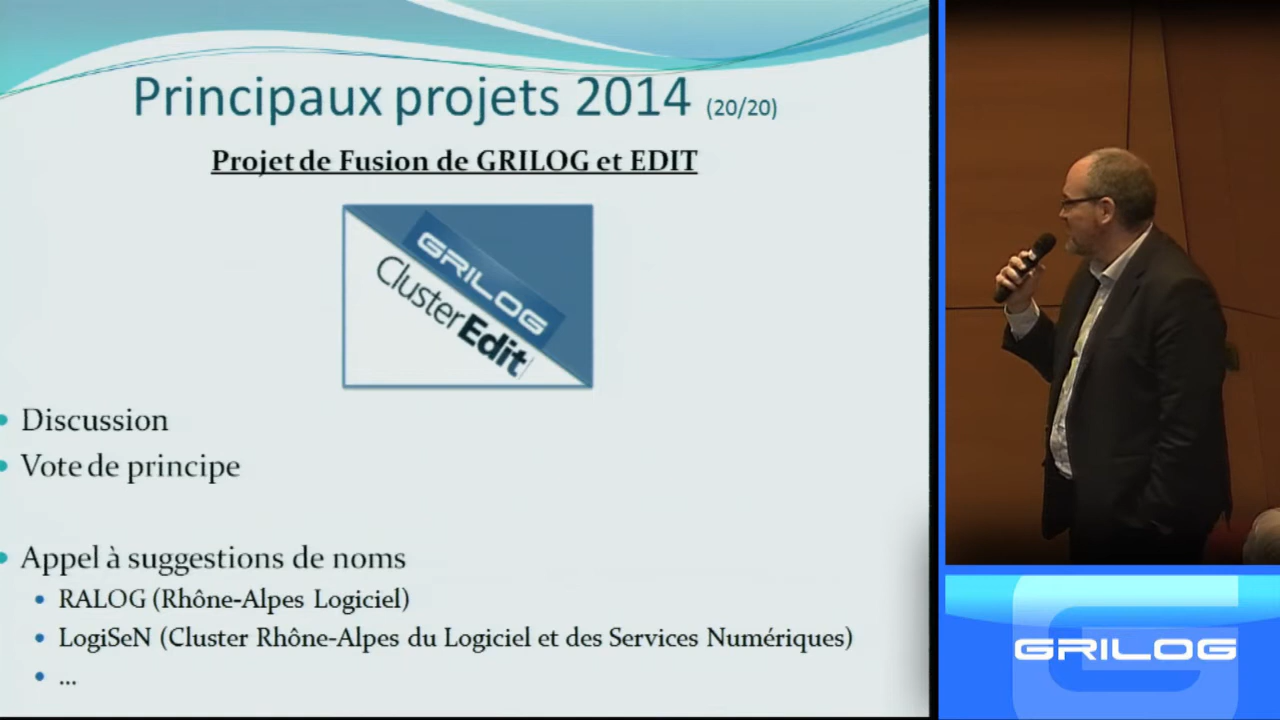 Principaux projets 2014 (20/20)
Projet de Fusion de GRILOG et EDIT
GRILOG
ClusterEdit
Discussion
Vote de principe
Appel à suggestions de noms
RALOG (Rhône-Alpes Logiciel)
LogiSeN (Cluster Rhône-Alpes du Logiciel et des Services Numériques)
...
GRILOG